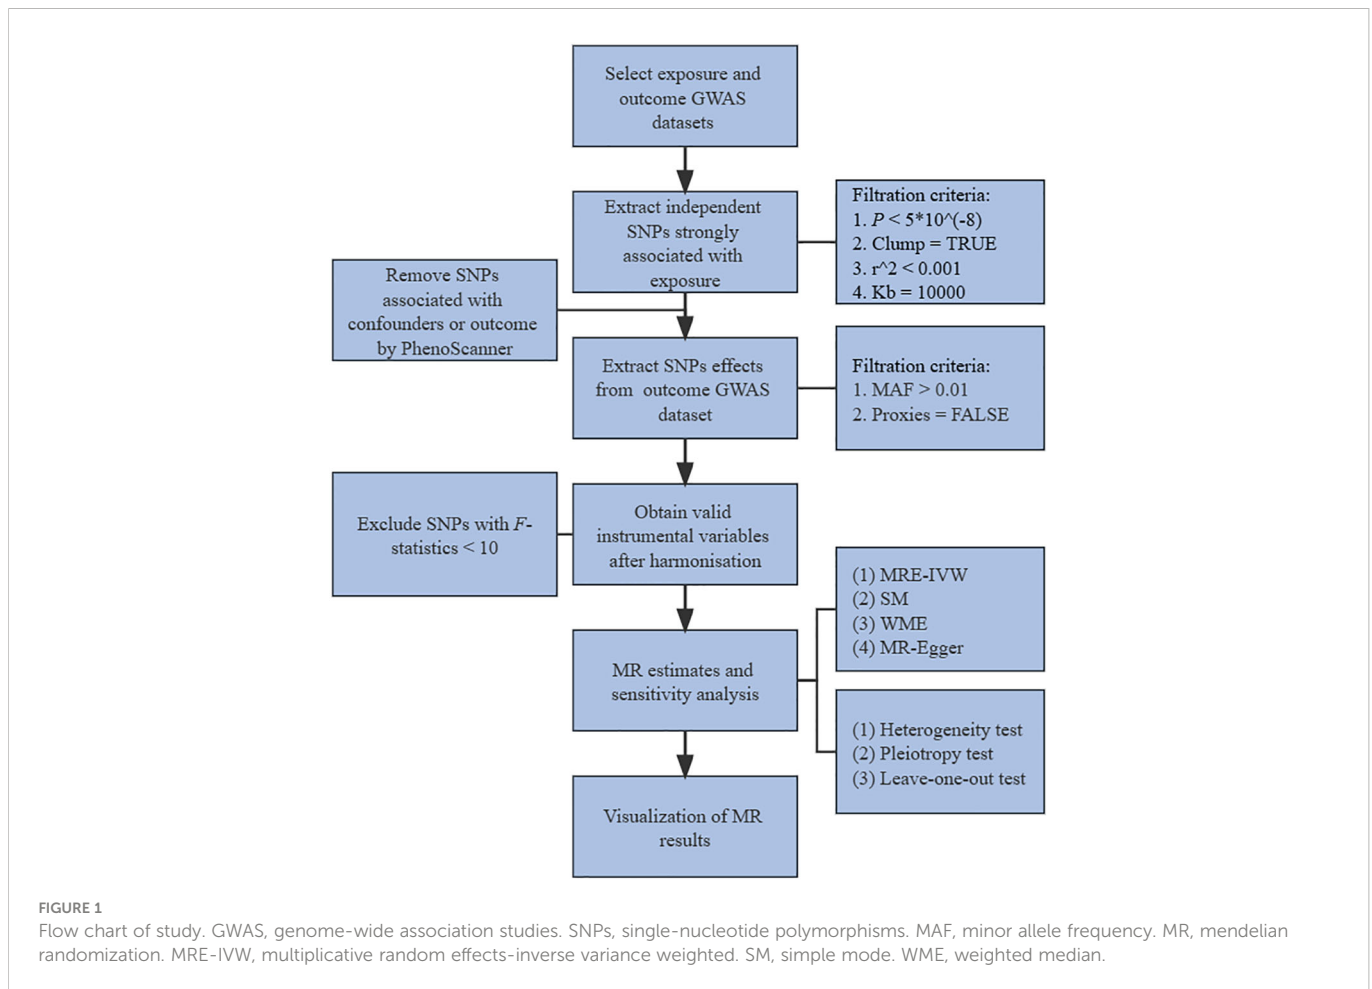 Select exposure and
outcome GWAS
datasets
Extract independent
SNPs strongly
associated with
exposure
Filtration criteria:
1. P < 5*10^(-8)
2. Clump = TRUE
3. r^2 < 0.001
4. Kb = 10000
Remove SNPs
associated with
confounders or outcome
by PhenoScanner
Extract SNPs effects
from outcome GWAS
dataset
Filtration criteria:
1. MAF > 0.01
2. Proxies = FALSE
Exclude SNPs with F-
statistics < 10
Obtain valid
instrumental variables
after harmonisation
(1) MRE-IVW
(2) SM
(3) WME
(4) MR-Egger
MR estimates and
sensitivity analysis
(1) Heterogeneity test
(2) Pleiotropy test
(3) Leave-one-out test
Visualization of MR
results
FIGURE 1
Flow chart of study. GWAS, genome-wide association studies. SNPs, single-nucleotide polymorphisms. MAF, minor allele frequency. MR, mendelian
randomization. MRE-IVW, multiplicative random effects-inverse variance weighted. SM, simple mode. WME, weighted median.